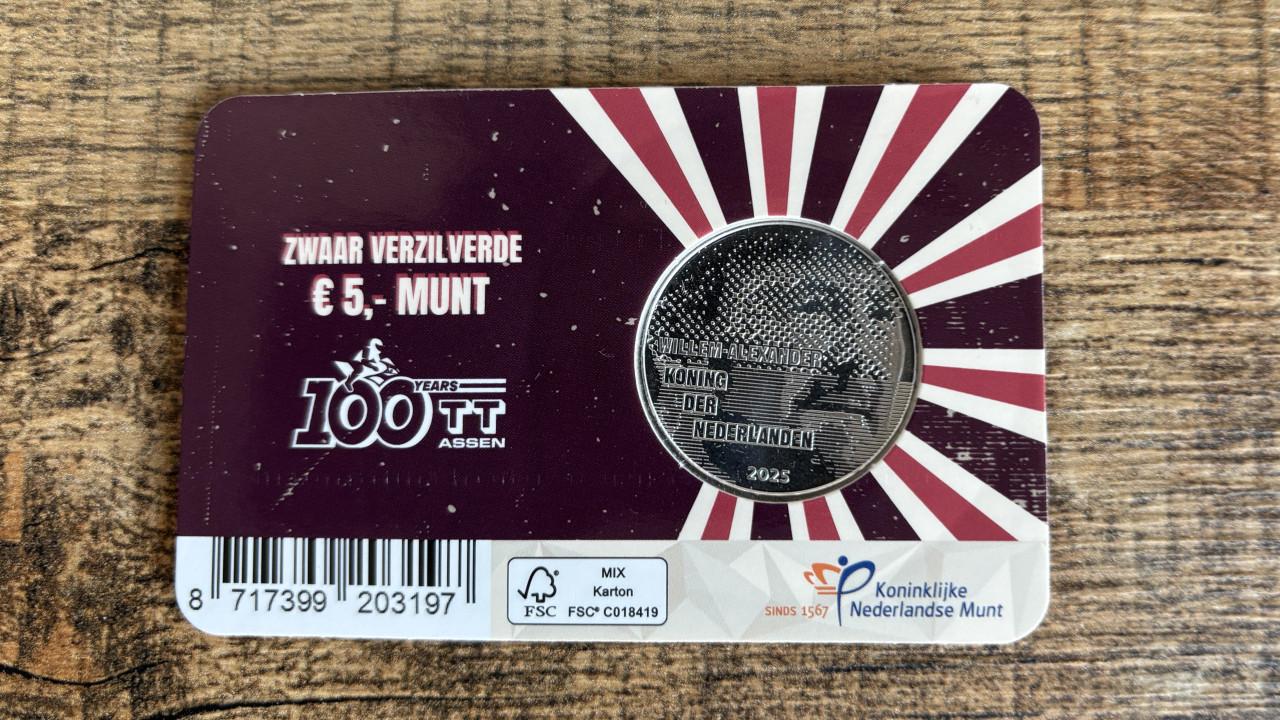 ZWAAR VERZILVERDE
€ 5,- MUNT
100 YEARS TT
ASSEN
WILLEM-ALEXANDER
KONING
DER
NEDERLANDEN
2025
8 717399 203197
FSC
MIX
Karton
FSC® C018419
SINDS 1567
Koninklijke
Nederlandse Munt